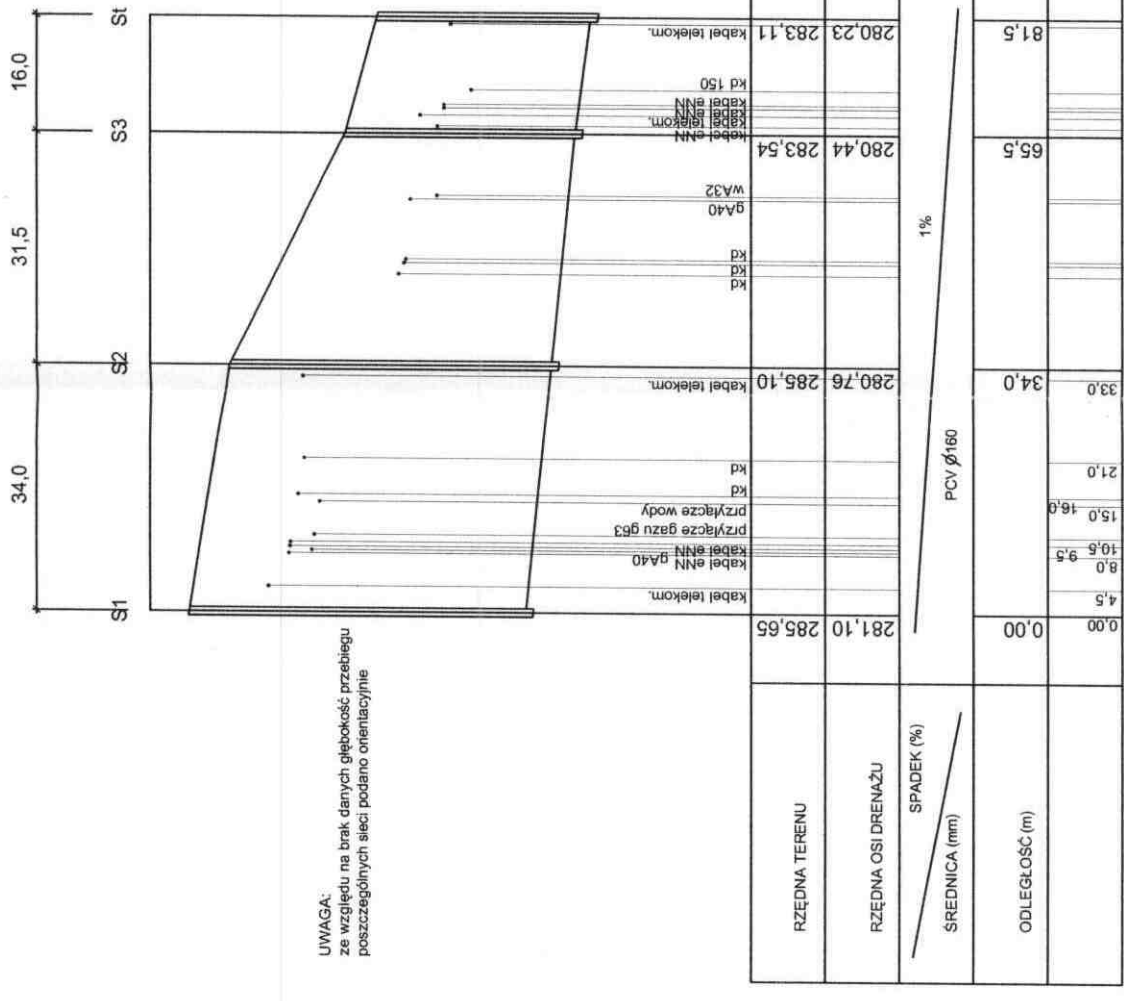 34,0
31,5
16,0
S1
S2
S3
St
UWAGA:
ze względu na brak danych głębokość przebiegu
poszczególnych sieci podano orientacyjnie
kabel telekom.
kabel eNN gA40
kabel eNN
przyłącze gazu g63
przyłącze wody
kd
kd
kabel telekom.
kd
kd
kd
gA40
wA32
kabel eNN
kabel telekom.
kabel eNN
kabel eNN
kd 150
kabel telekom.
RZĘDNA TERENU
285,65
285,10
283,54
283,11
RZĘDNA OSI DRENAŻU
281,10
280,76
280,44
280,23
SPADEK (%)
ŚREDNICA (mm)
1%
PCV Ø160
ODLEGŁOŚĆ (m)
0,00
34,0
65,5
81,5
0,00
4,5
8,0
9,5
10,5
15,0
16,0
21,0
33,0